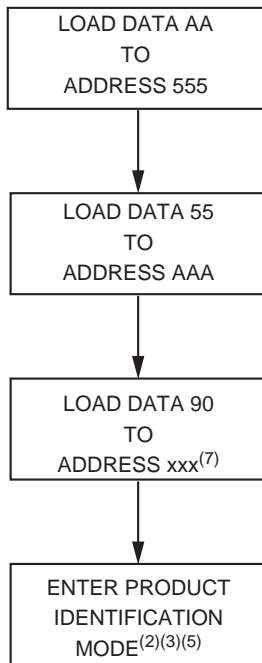 LOAD DATA AA
TO
ADDRESS 555
LOAD DATA 55
TO
ADDRESS AAA
LOAD DATA 90
TO
ADDRESS xxx(7)
ENTER PRODUCT
IDENTIFICATION
MODE(2)(3)(5)